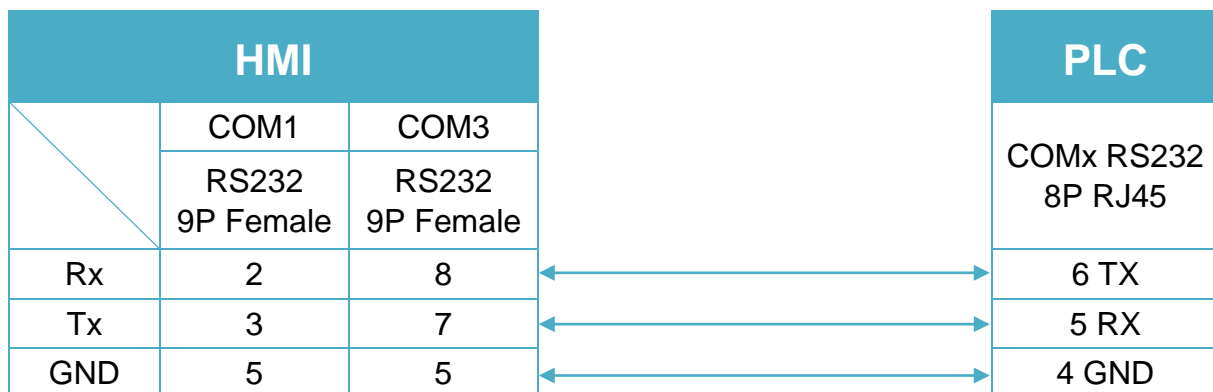 HMI
PLC
COM1 COM3
COMx RS232
8P RJ45
RS232 RS232
9P Female 9P Female
Rx 2 8 6 TX
Tx 3 7 5 RX
GND 5 5 4 GND